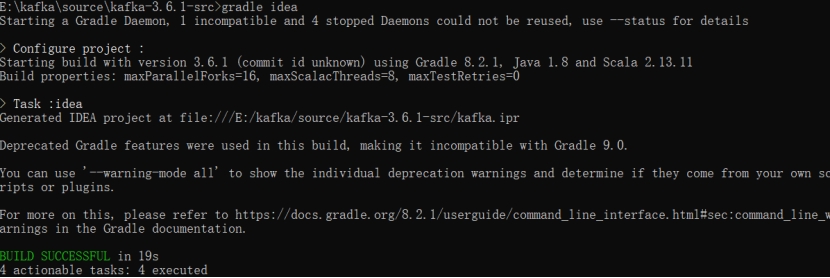 E:\kafka\source\kafka-3.6.1-src>gradle idea
Starting a Gradle Daemon, 1 incompatible and 4 stopped Daemons could not be reused, use --status for details
> Configure project :
Starting build with version 3.6.1 (commit id unknown) using Gradle 8.2.1, Java 1.8 and Scala 2.13.11
Build properties: maxParallelForks=16, maxScalacThreads=8, maxTestRetries=0
> Task :idea
Generated IDEA project at file:///E:/kafka/source/kafka-3.6.1-src/kafka.ipr
Deprecated Gradle features were used in this build, making it incompatible with Gradle 9.0.
You can use '--warning-mode all' to show the individual deprecation warnings and determine if they come from your own sc
ripts or plugins.
For more on this, please refer to https://docs.gradle.org/8.2.1/userguide/command_line_interface.html#sec:command_line_w
arnings in the Gradle documentation.
BUILD SUCCESSFUL in 19s
4 actionable tasks: 4 executed